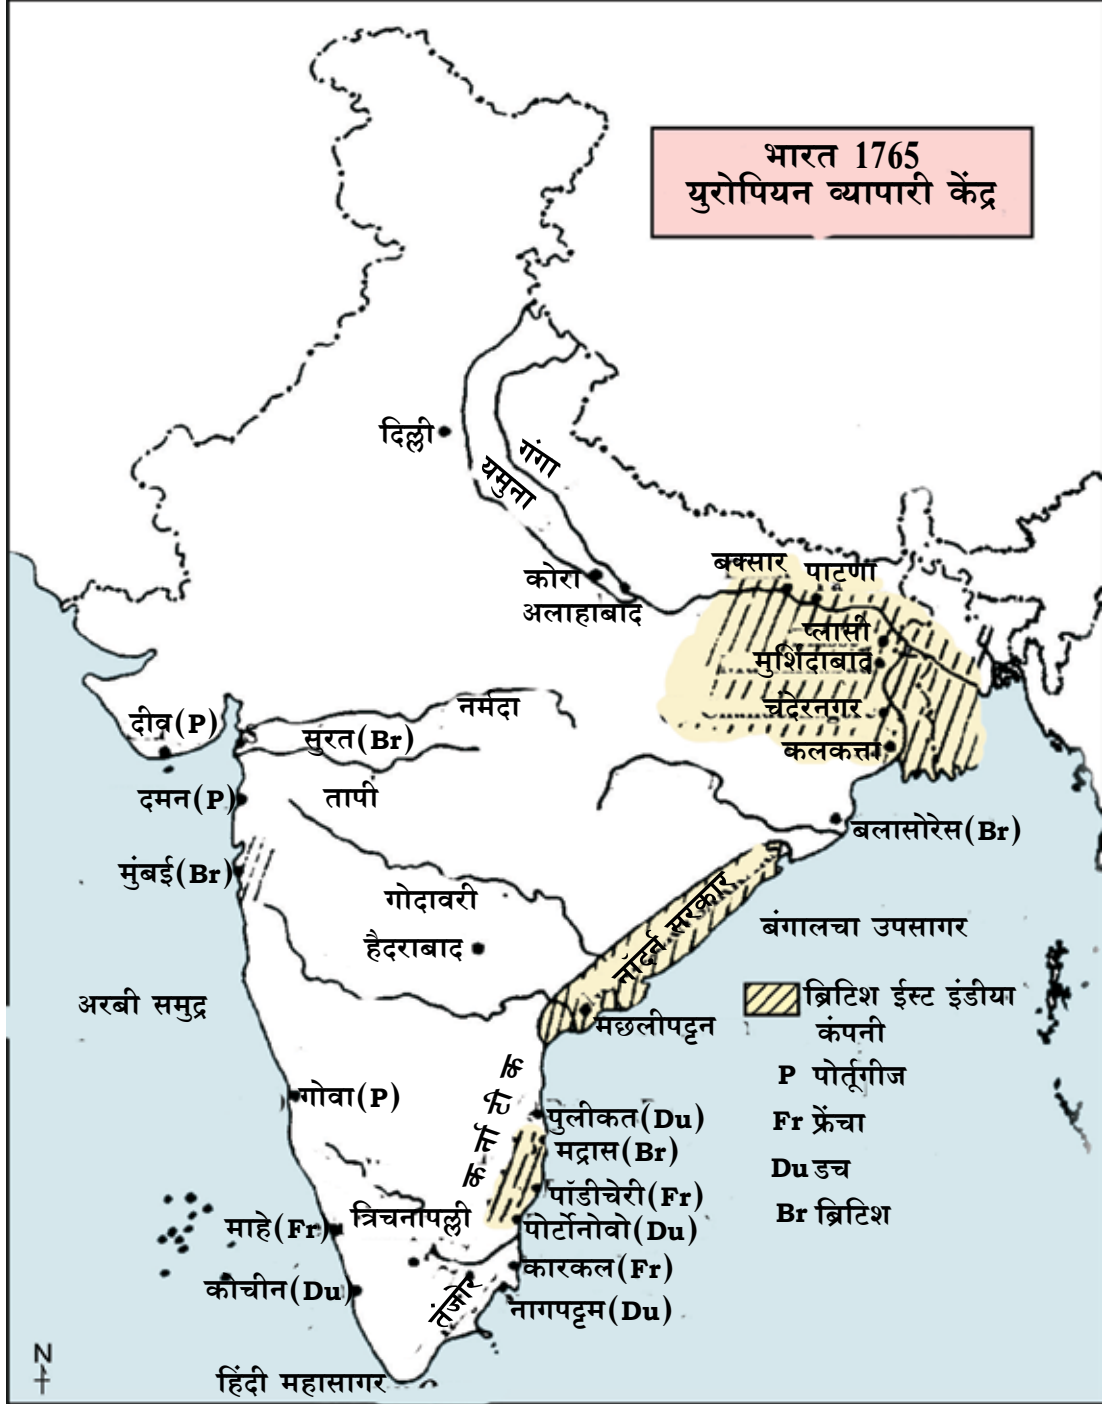 भारत 1765
युरोपियन व्यापारी केंद्र
दिल्ली
यमुना
गंगा
कोरा
अलाहाबाद
बक्सार
पाटणा
प्लासी
मुर्शिदाबाद
चंदेरनगर
कलकत्ता
नर्मदा
दीव(P)
सुरत(Br)
दमन(P)
तापी
बलासोरेस(Br)
मुंबई(Br)
गोदावरी
नॉदर्न सरकार
हैदराबाद
बंगालचा उपसागर
अरबी समुद्र
मछलीपट्टन
ब्रिटिश ईस्ट इंडीया
कंपनी
P पोर्तूगीज
Fr फ्रेंचा
Du डच
Br ब्रिटिश
गोवा(P)
कर्नाटीक
पुलीकत(Du)
मद्रास(Br)
पॉडीचेरी(Fr)
त्रिचनापल्ली
पोर्टोनोवो(Du)
माहे(Fr)
कारकल(Fr)
कोचीन(Du)
तंजोर
नागपट्टम(Du)
N
हिंदी महासागर